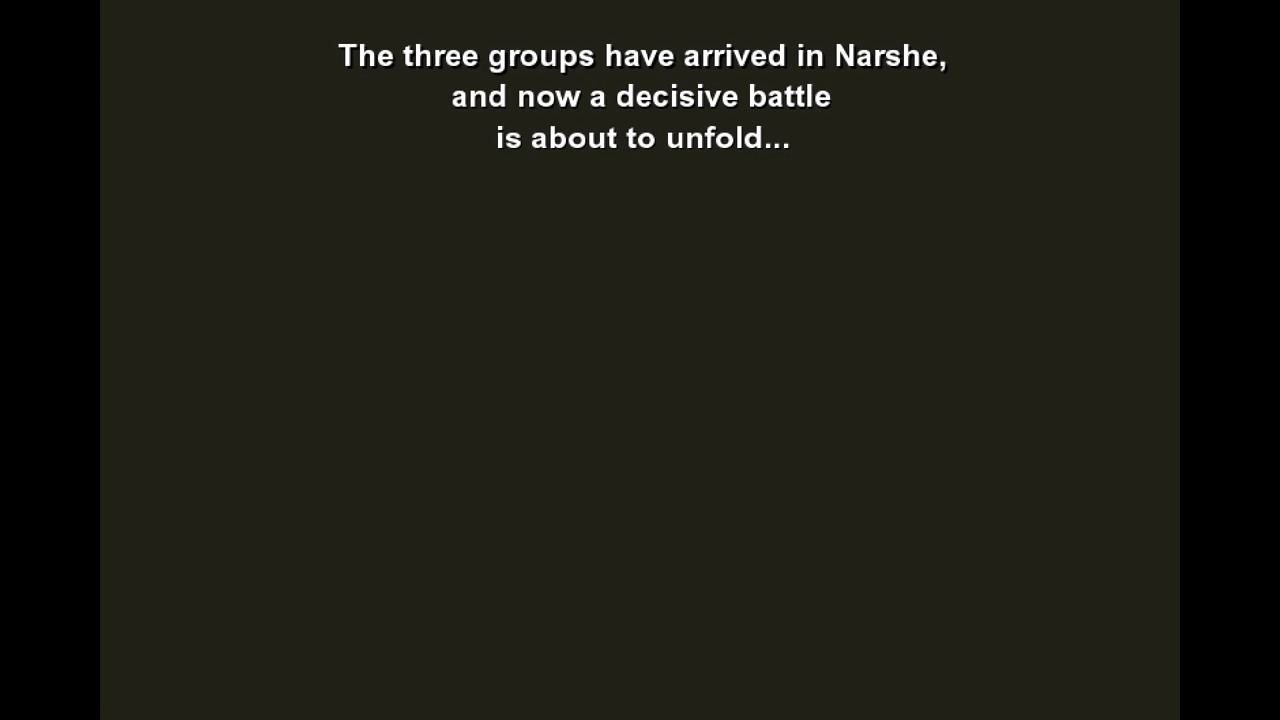 The three groups have arrived in Narshe,
and now a decisive battle
is about to unfold...